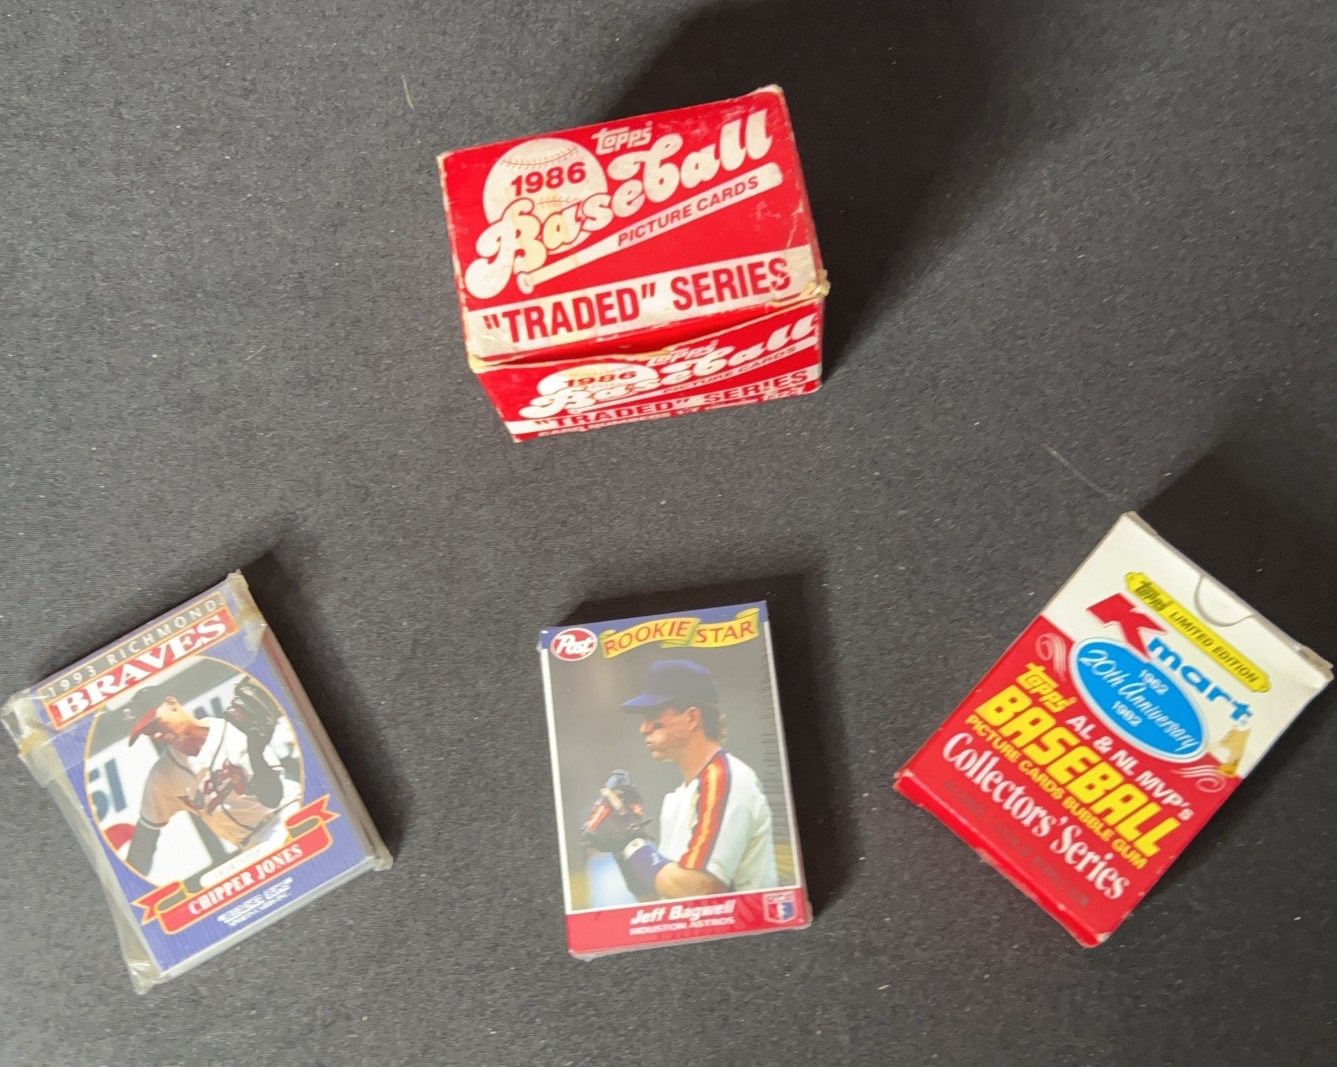 topps
1986
Baseball
PICTURE CARDS
"TRADED" SERIES
topps
1986
Baseball
PICTURE CARDS
"TRADED" SERIES
1993 RICHMOND
BRAVES
CHIPPER JONES
Post
ROOKIE STAR
Jeff Bagwell
HOUSTON ASTROS
Topps LIMITED EDITION
Kmart
20th Anniversary
1962
1982
Topps AL & NL MVP's
BASEBALL
PICTURE CARDS BUBBLE GUM
Collectors' Series